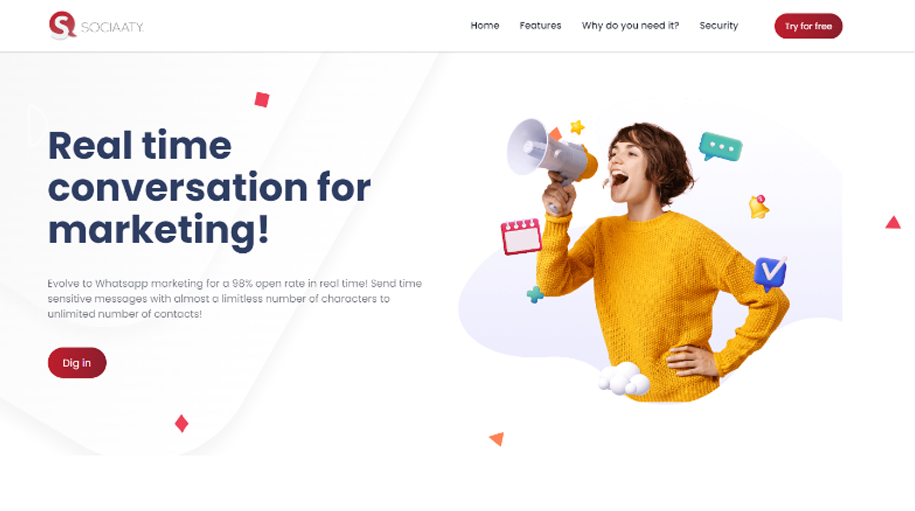 SOCIAATY
Home Features Why do you need it? Security Try for free
Real time
conversation for
marketing!
Evolve to Whatsapp marketing for a 98% open rate in real time! Send time
sensitive messages with almost a limitless number of characters to
unlimited number of contacts!
Dig in